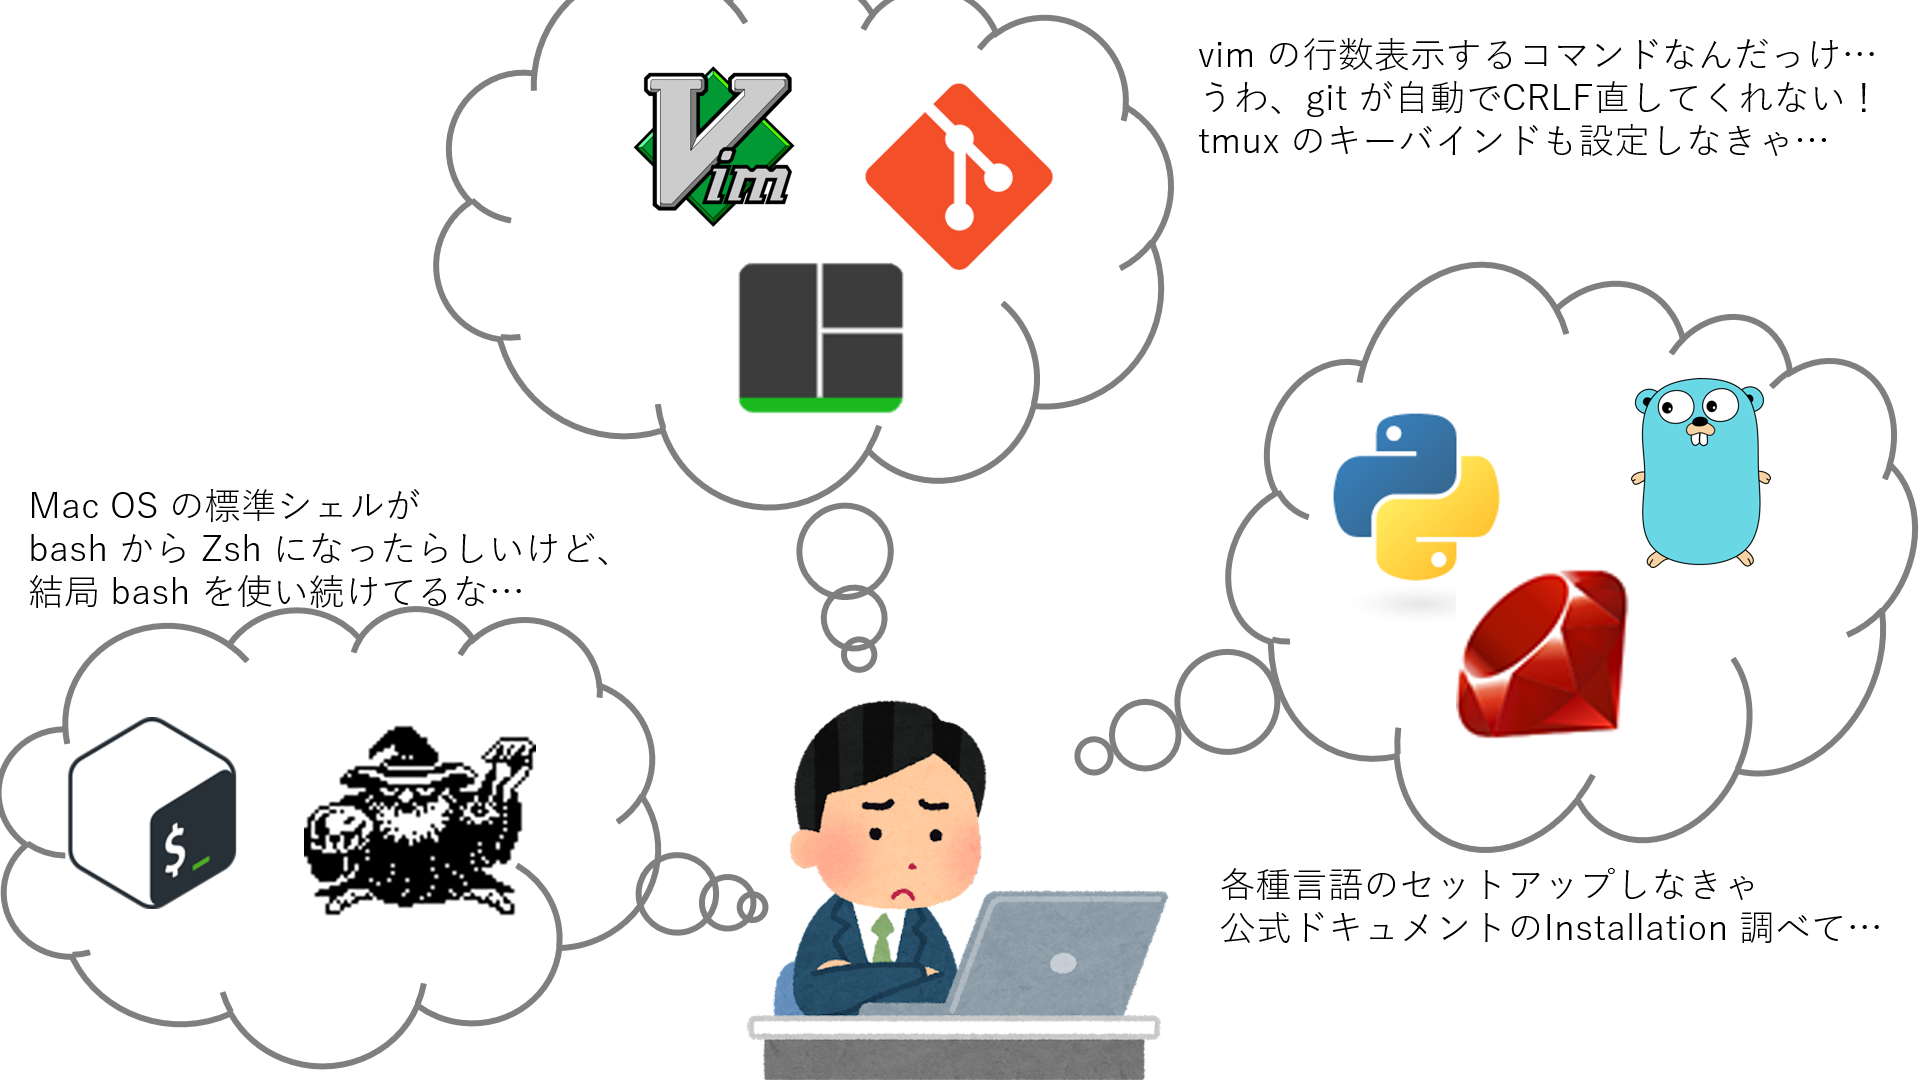 vim の行数表示するコマンドなんだっけ…
うわ、git が自動でCRLF直してくれない！
tmux のキーバインドも設定しなきゃ…
Vim
Mac OS の標準シェルが
bash から Zsh になったらしいけど、
結局 bash を使い続けてるな…
$_
各種言語のセットアップしなきゃ
公式ドキュメントのInstallation 調べて…